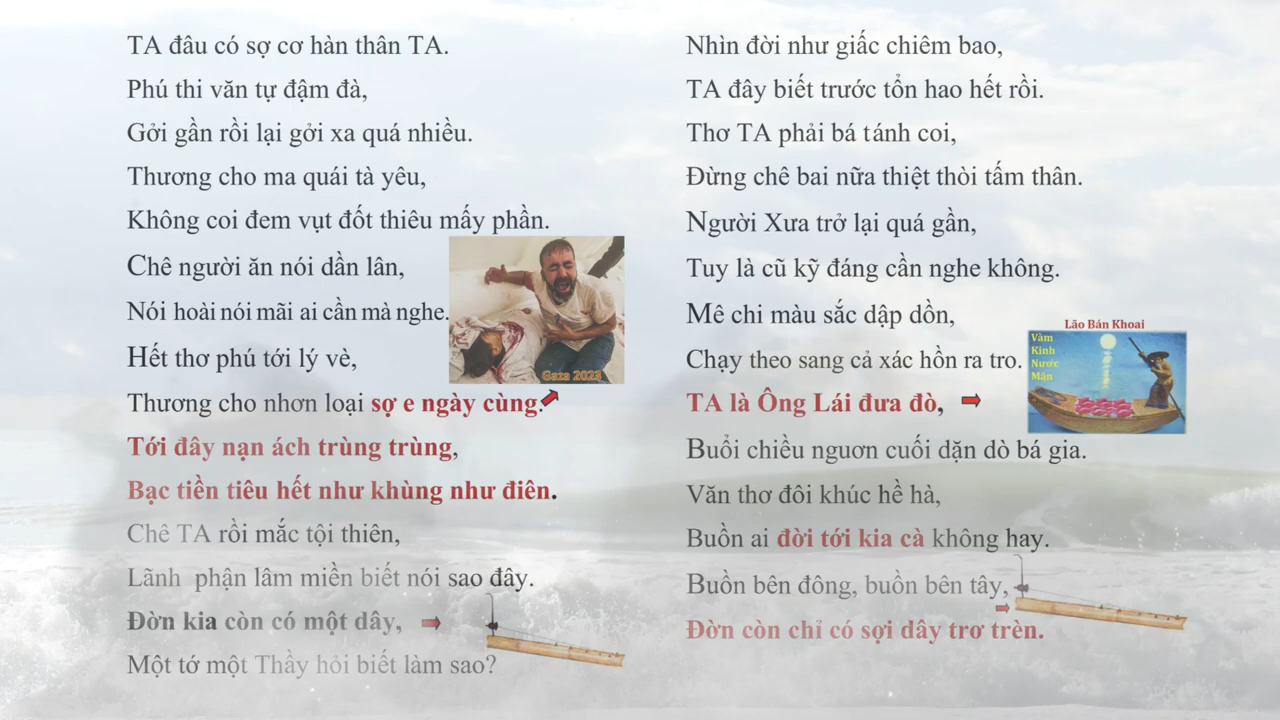 TA đâu có sợ cơ hàn thân TA.
Phú thi văn tự đậm đà,
Gởi gần rồi lại gởi xa quá nhiều.
Thương cho ma quái tà yêu,
Không coi đem vụt đốt thiêu mấy phần.
Chê người ăn nói dần lân,
Nói hoài nói mãi ai cần mà nghe.
Hết thơ phú tới lý vè,
Thương cho nhơn loại sợ e ngày cùng.
Tới đây nạn ách trùng trùng,
Bạc tiền tiêu hết như khùng như điên.
Chê TA rồi mắc tội thiên,
Lãnh phận lâm miền biết nói sao đây.
Đờn kia còn có một dây,
Một tớ một Thầy hỏi biết làm sao?
Gaza 2023
Nhìn đời như giấc chiêm bao,
TA đây biết trước tổn hao hết rồi.
Thơ TA phải bá tánh coi,
Đừng chê bai nữa thiệt thòi tấm thân.
Người Xưa trở lại quá gần,
Tuy là cũ kỹ đáng cần nghe không.
Mê chi màu sắc dập dồn,
Chạy theo sang cả xác hồn ra tro.
TA là Ông Lái đưa đò,
Buổi chiều nguơn cuối dặn dò bá gia.
Văn thơ đôi khúc hề hà,
Buồn ai đời tới kia cà không hay.
Buồn bên đông, buồn bên tây,
Đờn còn chỉ có sợi dây trơ trèn.
Lão Bán Khoai
Vàm
Kinh
Nước
Mặn